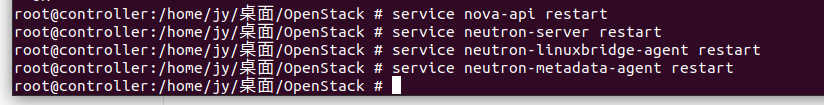 root@controller:/home/jy/桌面/OpenStack # service nova-api restart
root@controller:/home/jy/桌面/OpenStack # service neutron-server restart
root@controller:/home/jy/桌面/OpenStack # service neutron-linuxbridge-agent restart
root@controller:/home/jy/桌面/OpenStack # service neutron-metadata-agent restart
root@controller:/home/jy/桌面/OpenStack #